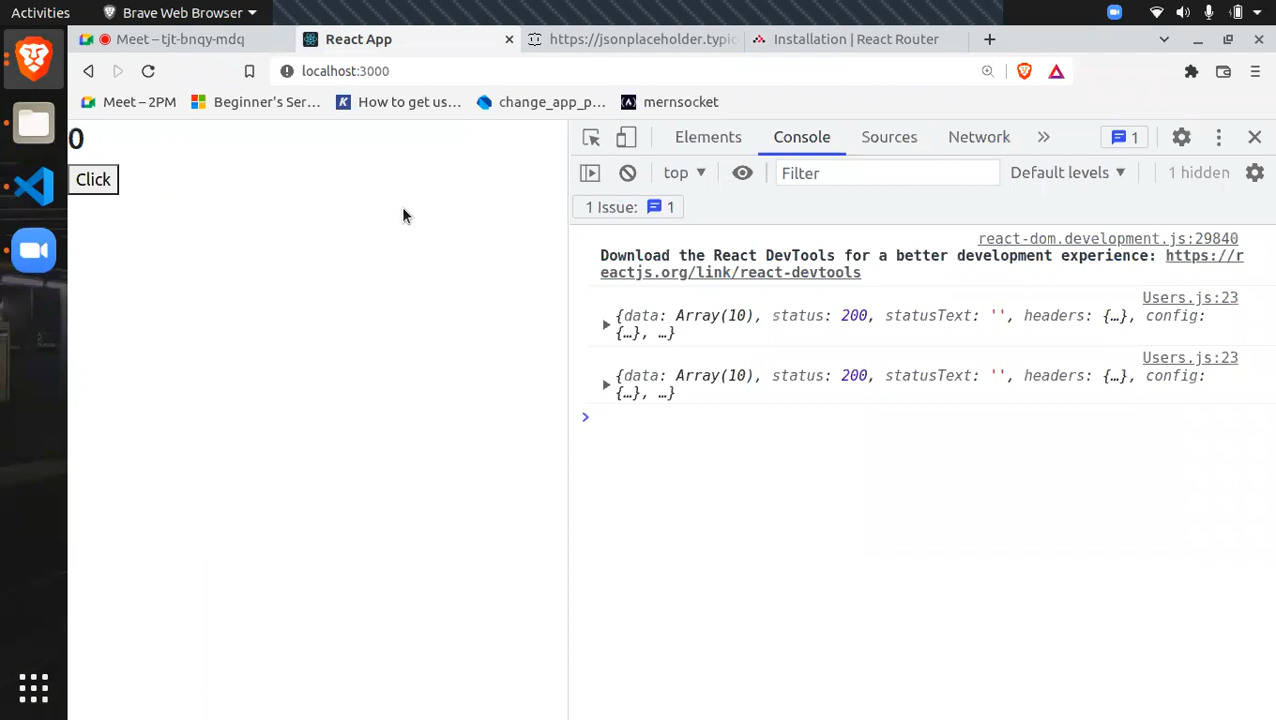 Activities Brave Web Browser
Meet – tjt-bnqy-mdq React App https://jsonplaceholder.typic Installation | React Router
localhost:3000
Meet – 2PM Beginner's Ser... How to get us... change_app_p... mernsocket
0
Click
Elements Console Sources Network 1
top Filter Default levels 1 hidden
1 Issue: 1
react-dom.development.js:29840
Download the React DevTools for a better development experience: https://r
eactjs.org/link/react-devtools
Users.js:23
{data: Array(10), status: 200, statusText: '', headers: {…}, config:
{…}, …}
Users.js:23
{data: Array(10), status: 200, statusText: '', headers: {…}, config:
{…}, …}